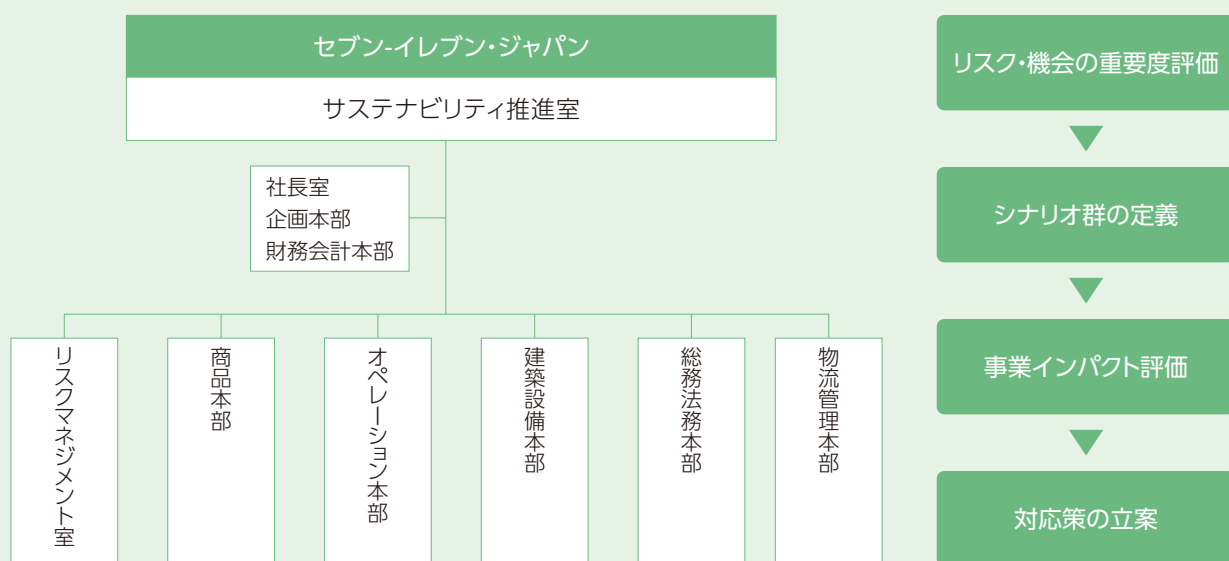 セブン‐イレブン・ジャパン
サステナビリティ推進室
社長室
企画本部
財務会計本部
リスクマネジメント室
商品本部
オペレーション本部
建築設備本部
総務法務本部
物流管理本部
リスク・機会の重要度評価
シナリオ群の定義
事業インパクト評価
対応策の立案